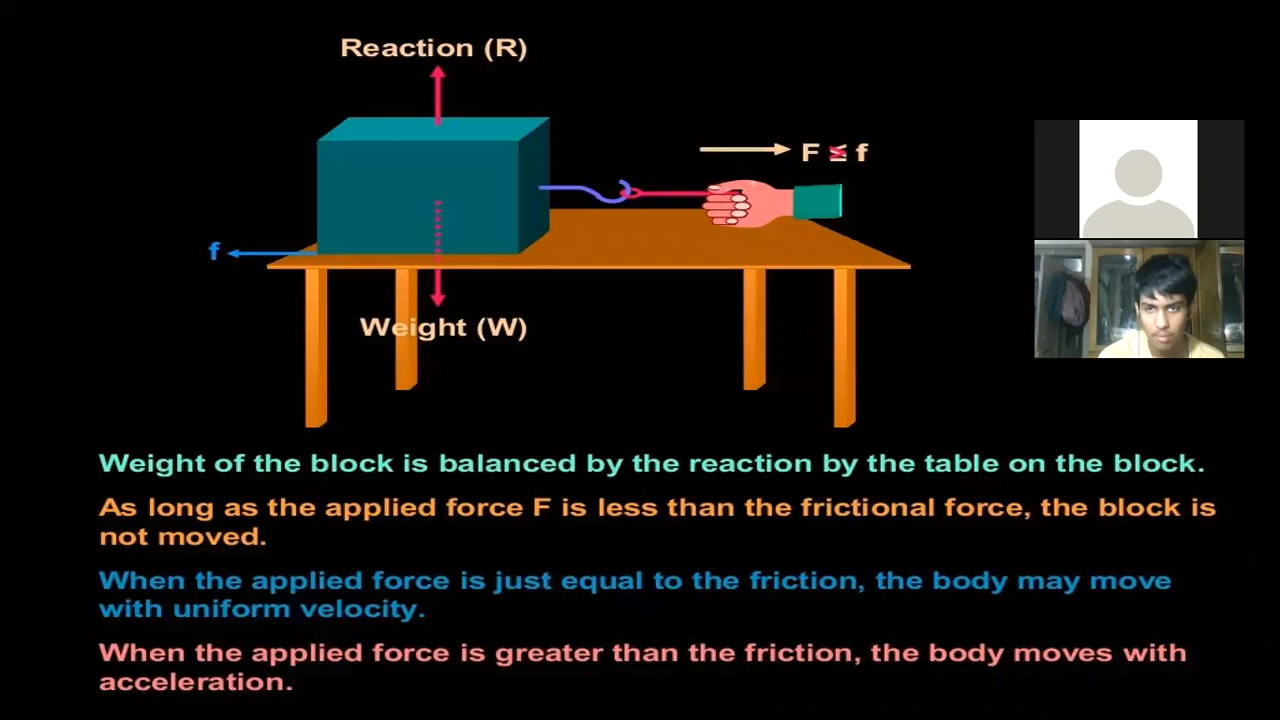 Reaction (R)
F ≤ f
f
Weight (W)
Weight of the block is balanced by the reaction by the table on the block.
As long as the applied force F is less than the frictional force, the block is
not moved.
When the applied force is just equal to the friction, the body may move
with uniform velocity.
When the applied force is greater than the friction, the body moves with
acceleration.